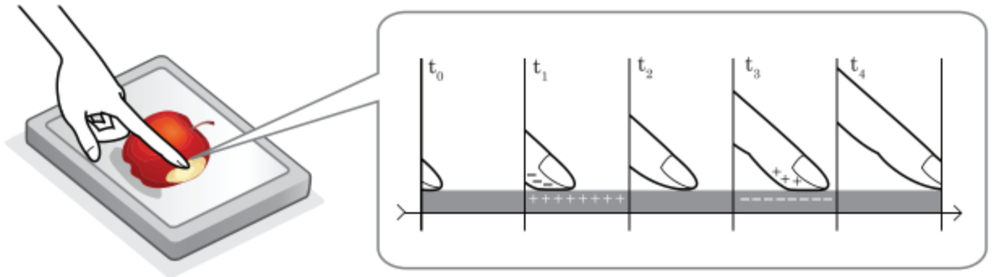 t₀ t₁ t₂ t₃ t₄
- - - + + +
+ + + + + + + + - - - - - - - -